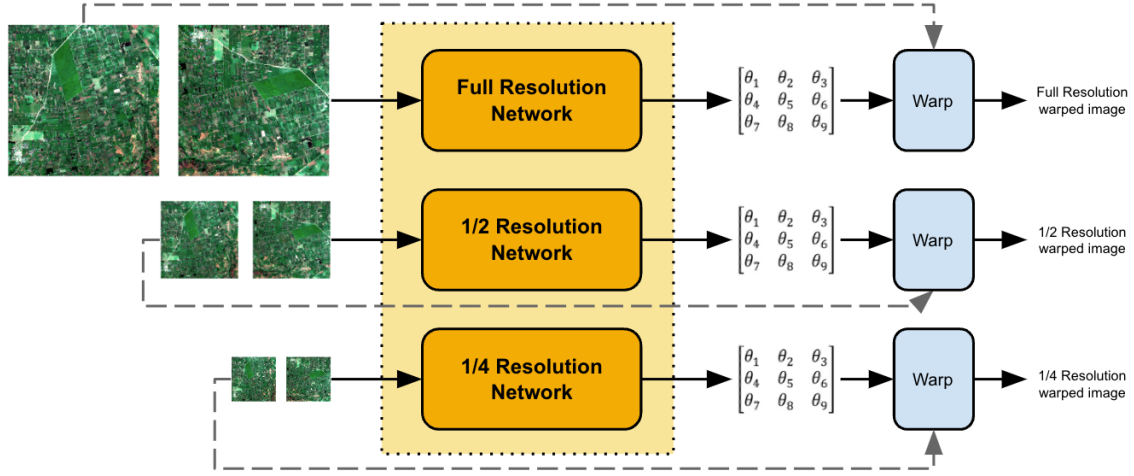 Full Resolution
Network
θ1 θ2 θ3
θ4 θ5 θ6
θ7 θ8 θ9
Warp
Full Resolution
warped image
1/2 Resolution
Network
θ1 θ2 θ3
θ4 θ5 θ6
θ7 θ8 θ9
Warp
1/2 Resolution
warped image
1/4 Resolution
Network
θ1 θ2 θ3
θ4 θ5 θ6
θ7 θ8 θ9
Warp
1/4 Resolution
warped image